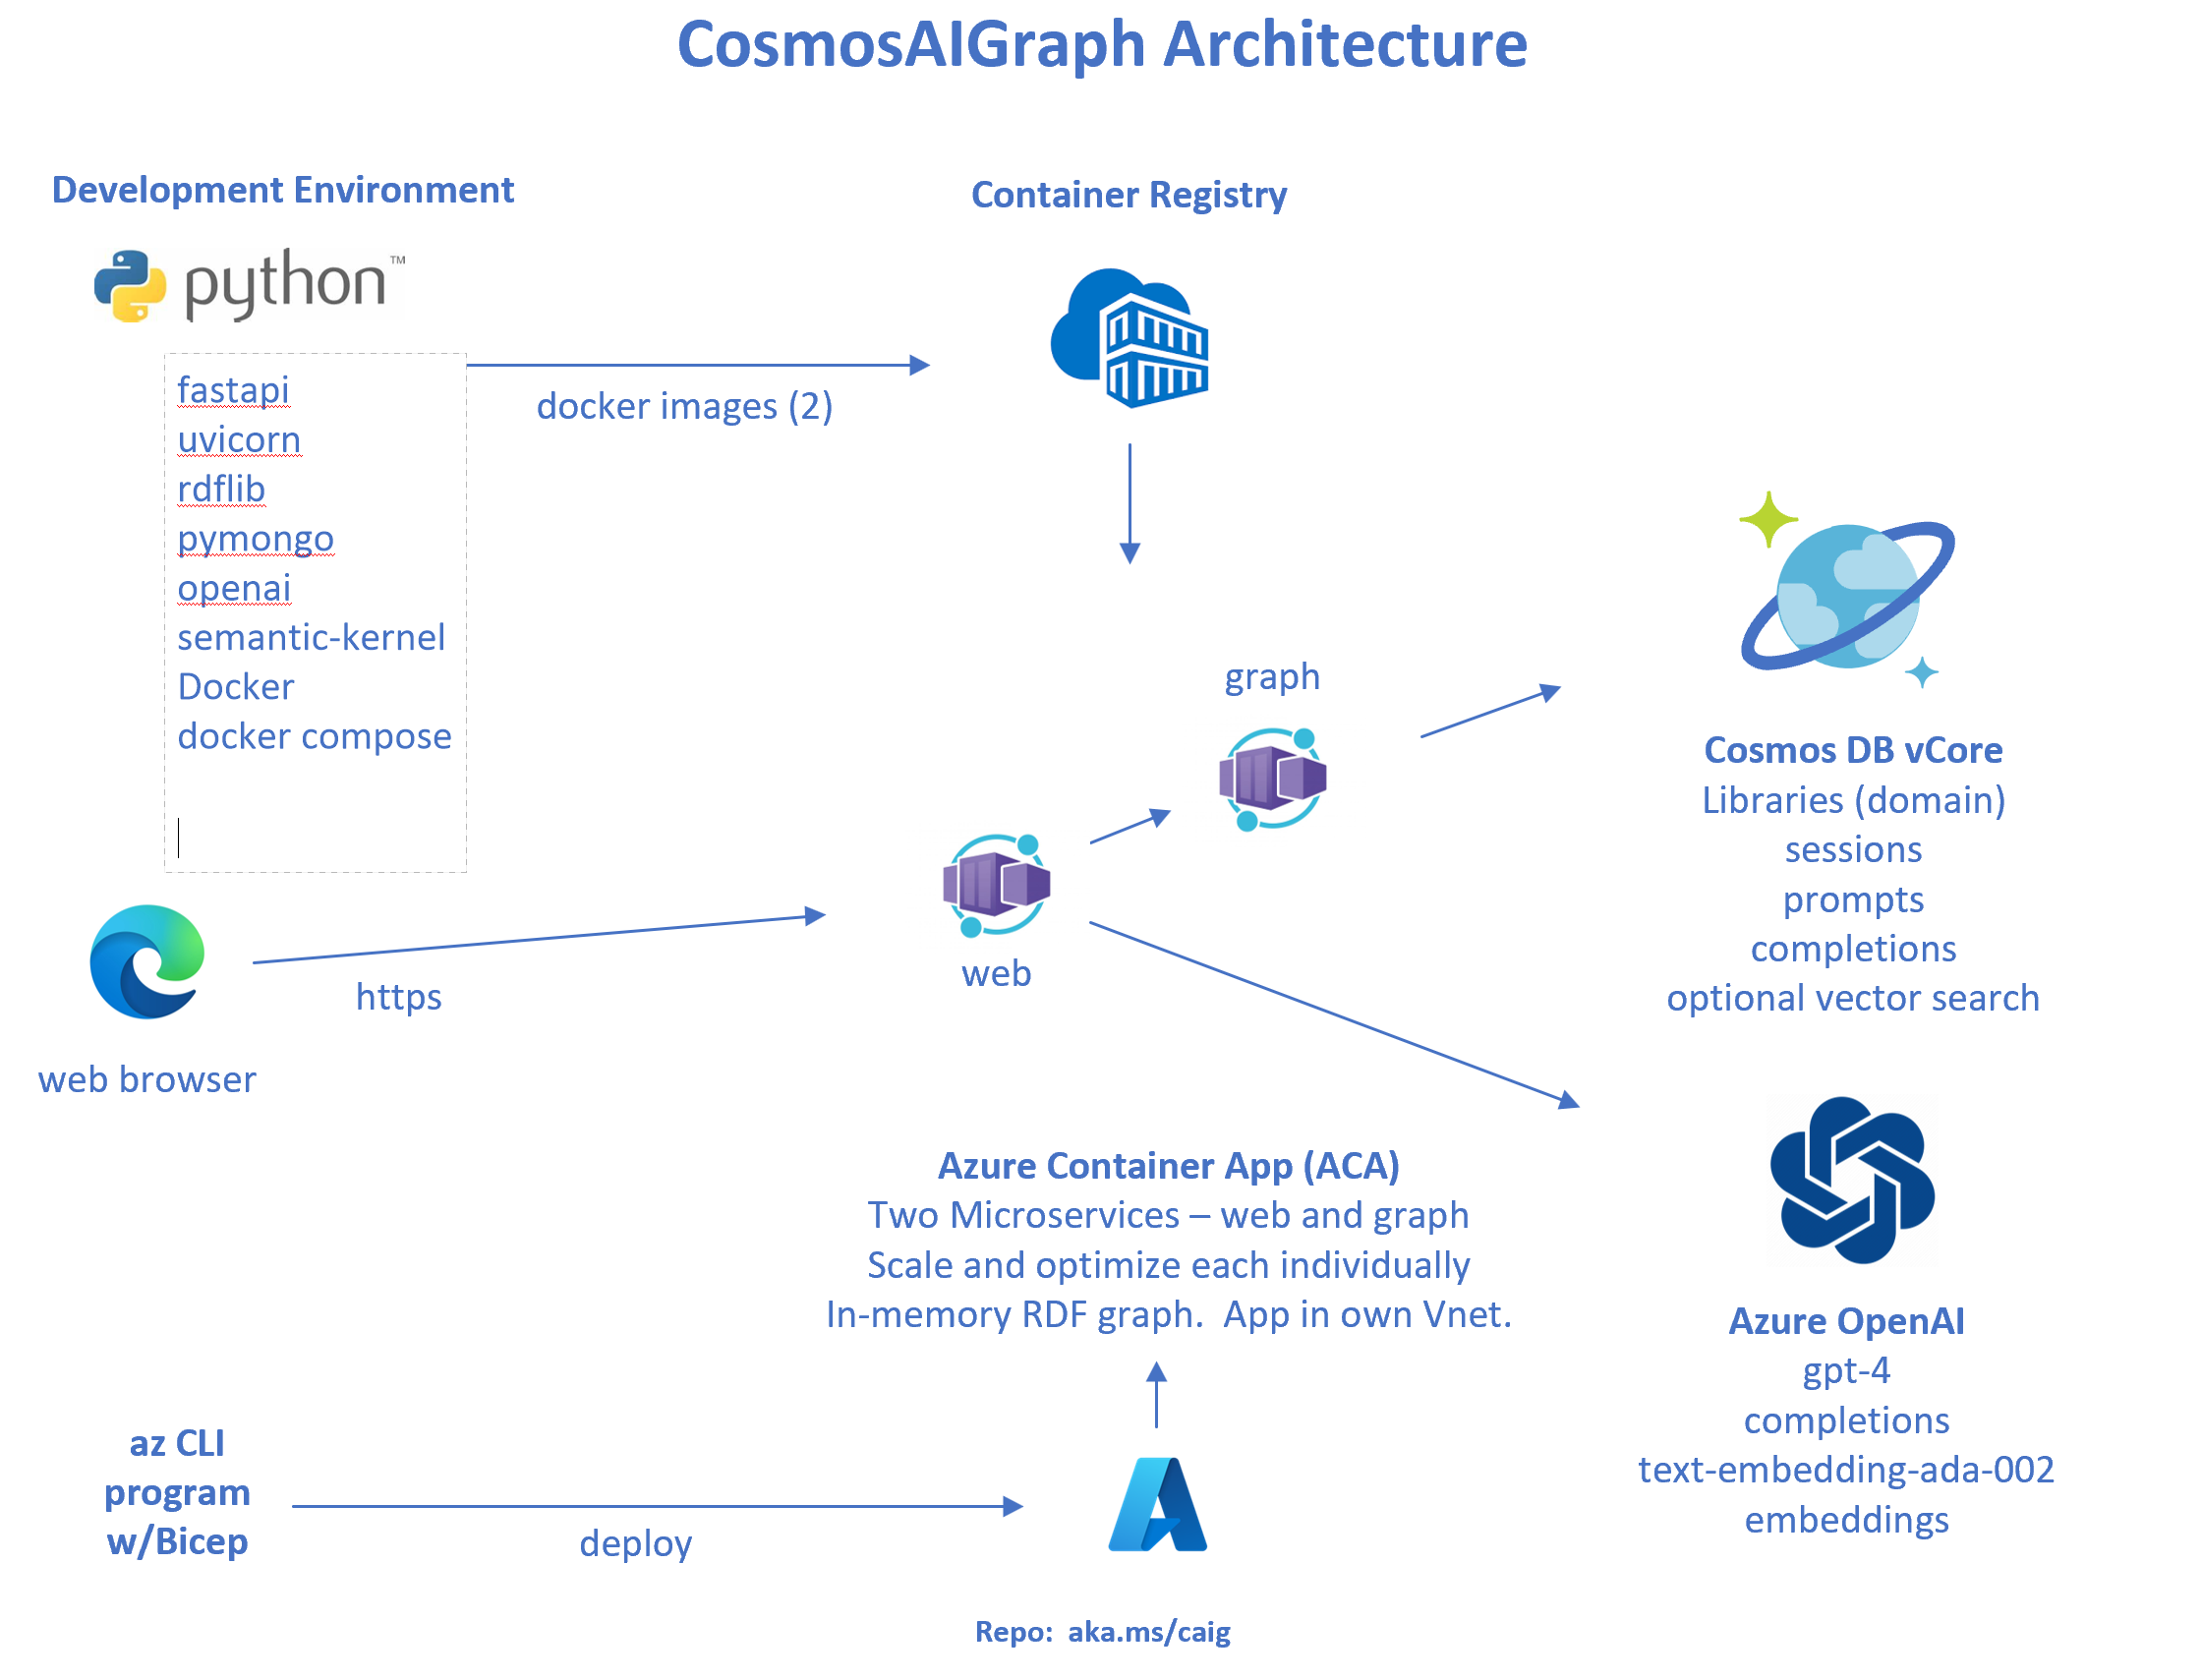 CosmosAIGraph Architecture
Development Environment
python™
fastapi
uvicorn
rdflib
pymongo
openai
semantic-kernel
Docker
docker compose
docker images (2)
Container Registry
graph
web
https
web browser
Cosmos DB vCore
Libraries (domain)
sessions
prompts
completions
optional vector search
Azure Container App (ACA)
Two Microservices – web and graph
Scale and optimize each individually
In-memory RDF graph.  App in own Vnet.
Azure OpenAI
gpt-4
completions
text-embedding-ada-002
embeddings
az CLI
program
w/Bicep
deploy
Repo:  aka.ms/caig